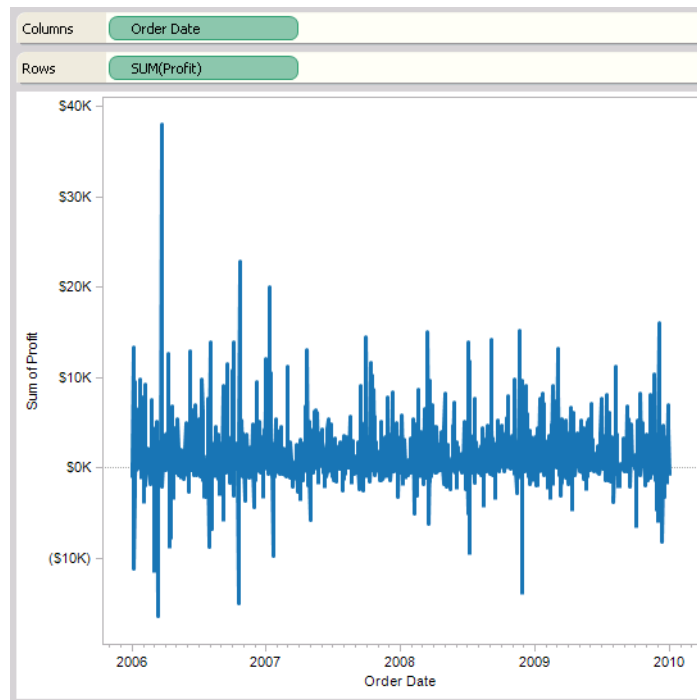 Columns Order Date
Rows SUM(Profit)
$40K
$30K
$20K
$10K
$0K
($10K)
Sum of Profit
2006 2007 2008 2009 2010
Order Date